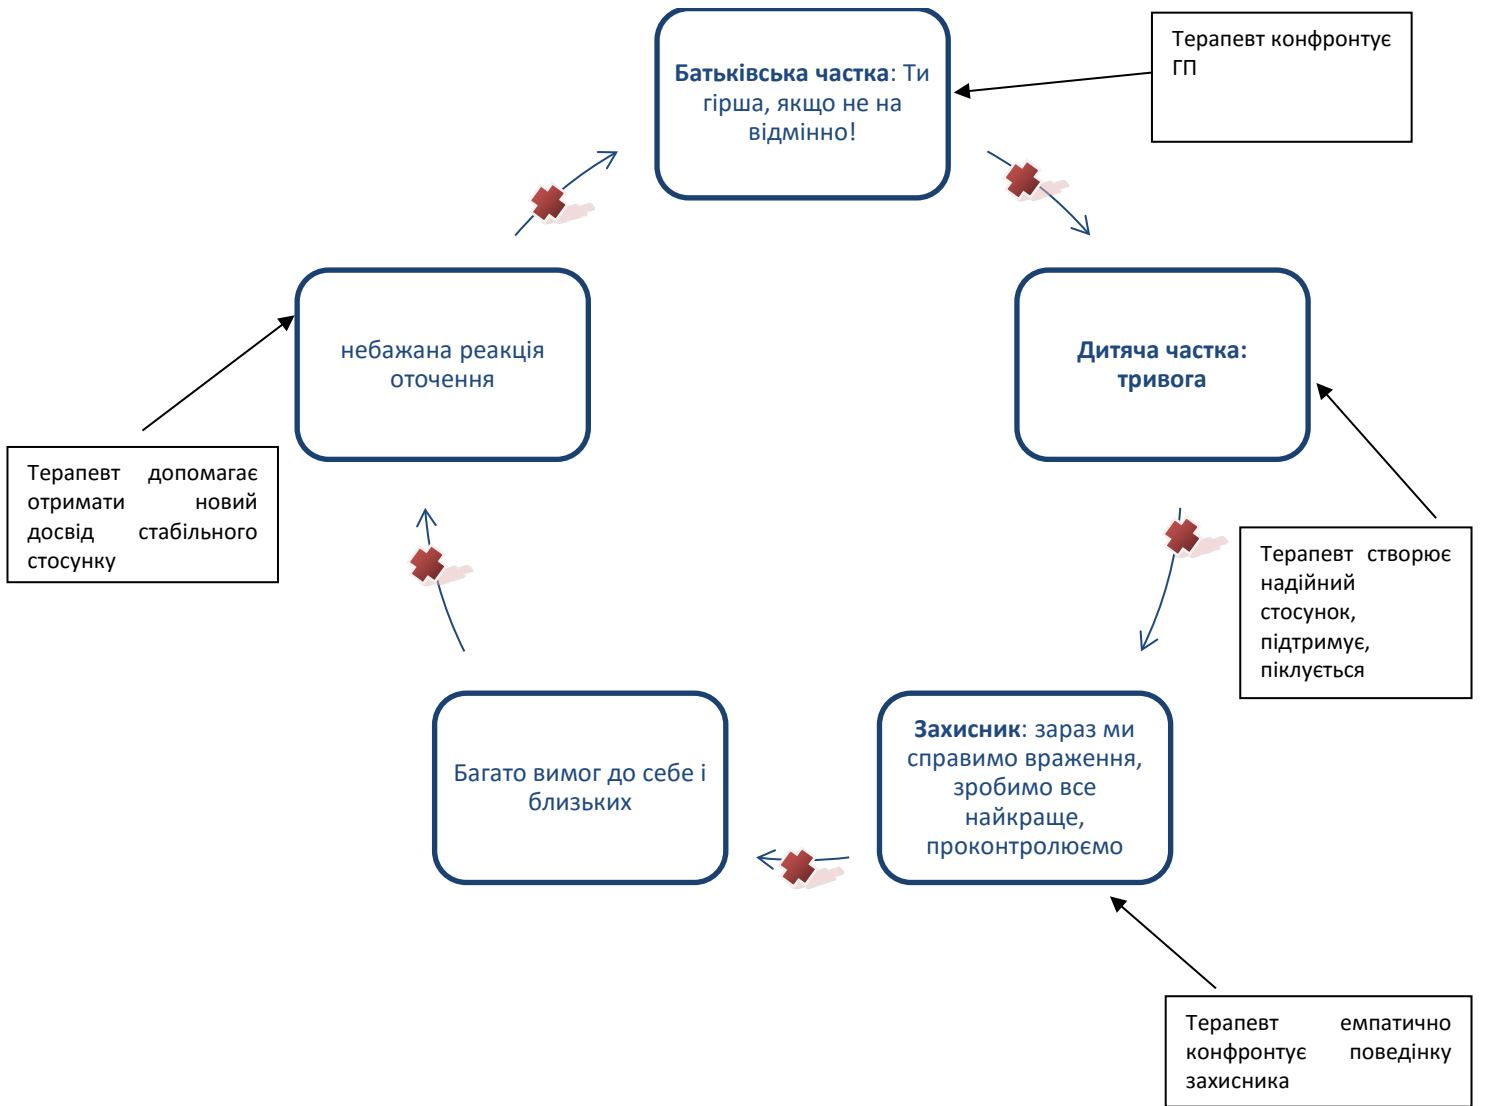 Батьківська частка: Ти
гірша, якщо не на
відмінно!
Терапевт конфронтує
ГП
небажана реакція
оточення
Дитяча частка:
тривога
Терапевт допомагає
отримати новий
досвід стабільного
стосунку
Терапевт створює
надійний
стосунок,
підтримує,
піклується
Багато вимог до себе і
близьких
Захисник: зараз ми
справимо враження,
зробимо все
найкраще,
проконтролюємо
Терапевт емпатично
конфронтує поведінку
захисника